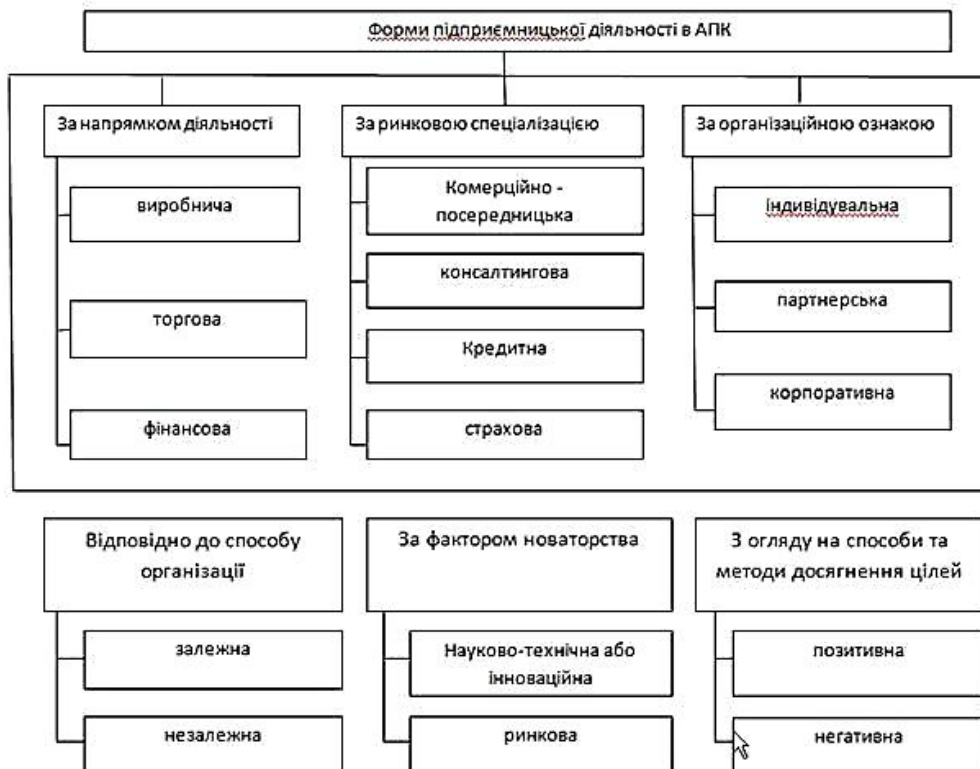 Форми підприємницької діяльності в АПК
За напрямком діяльності
виробнича
торгова
фінансова
За ринковою спеціалізацією
Комерційно -
посередницька
консалтингова
Кредитна
страхова
За організаційною ознакою
індивідувальна
партнерська
корпоративна
Відповідно до способу
організації
залежна
незалежна
За фактором новаторства
Науково-технічна або
інноваційна
ринкова
З огляду на способи та
методи досягнення цілей
позитивна
негативна